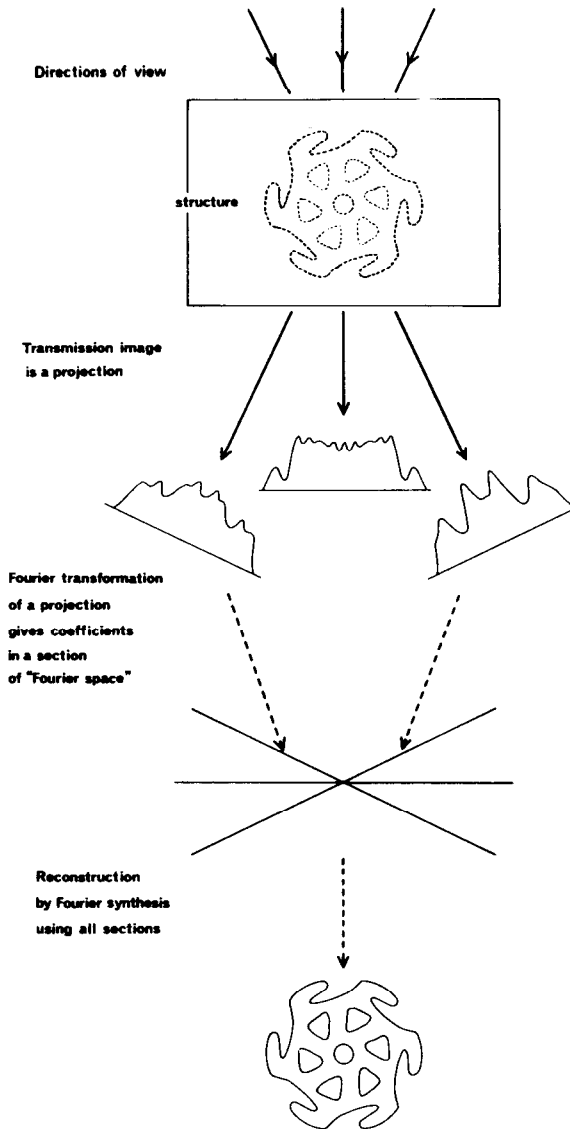 Directions of view
structure
Transmission image
is a projection
Fourier transformation
of a projection
gives coefficients
in a section
of "Fourier space"
Reconstruction
by Fourier synthesis
using all sections